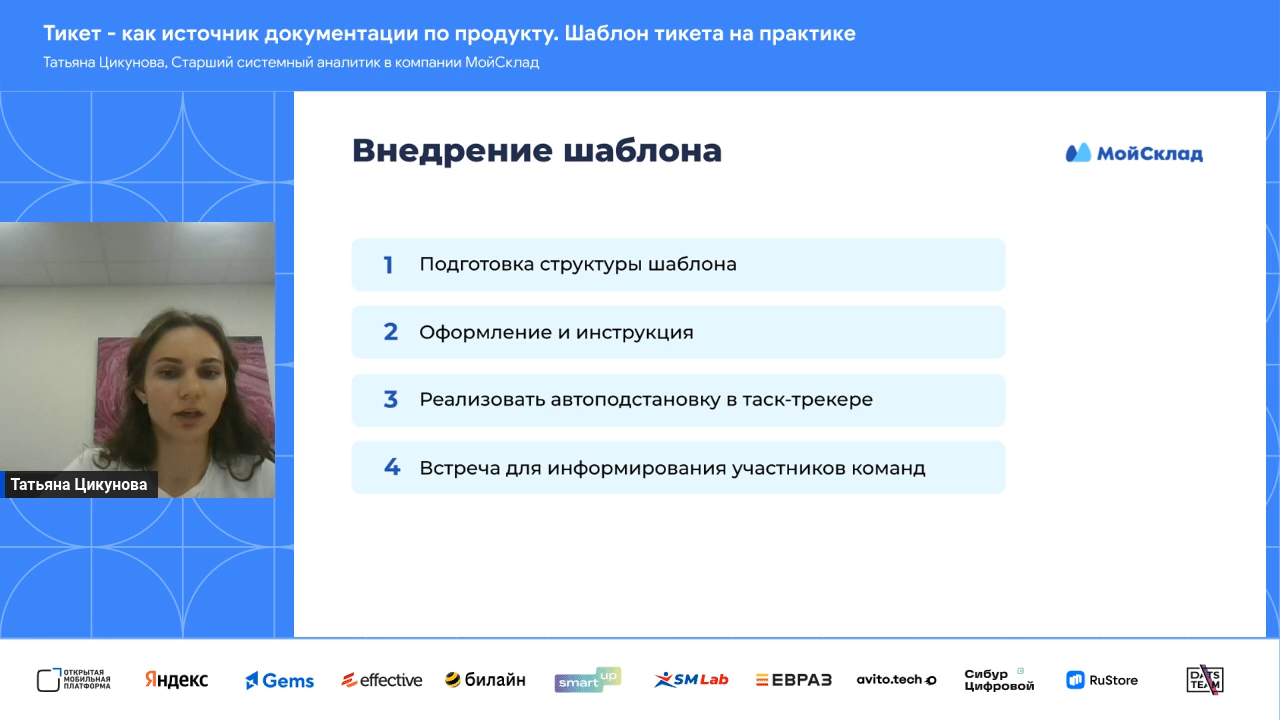 Тикет - как источник документации по продукту. Шаблон тикета на практике
Татьяна Цикунова, Старший системный аналитик в компании МойСклад
Внедрение шаблона
МойСклад
1 Подготовка структуры шаблона
2 Оформление и инструкция
3 Реализовать автоподстановку в таск-трекере
4 Встреча для информирования участников команд
Татьяна Цикунова
ОТКРЫТАЯ
МОБИЛЬНАЯ
ПЛАТФОРМА
Яндекс
Gems
effective
билайн
smart up
SM Lab
ЕВРАЗ
avito.tech
Сибур
Цифровой
RuStore
DATS
TEAM